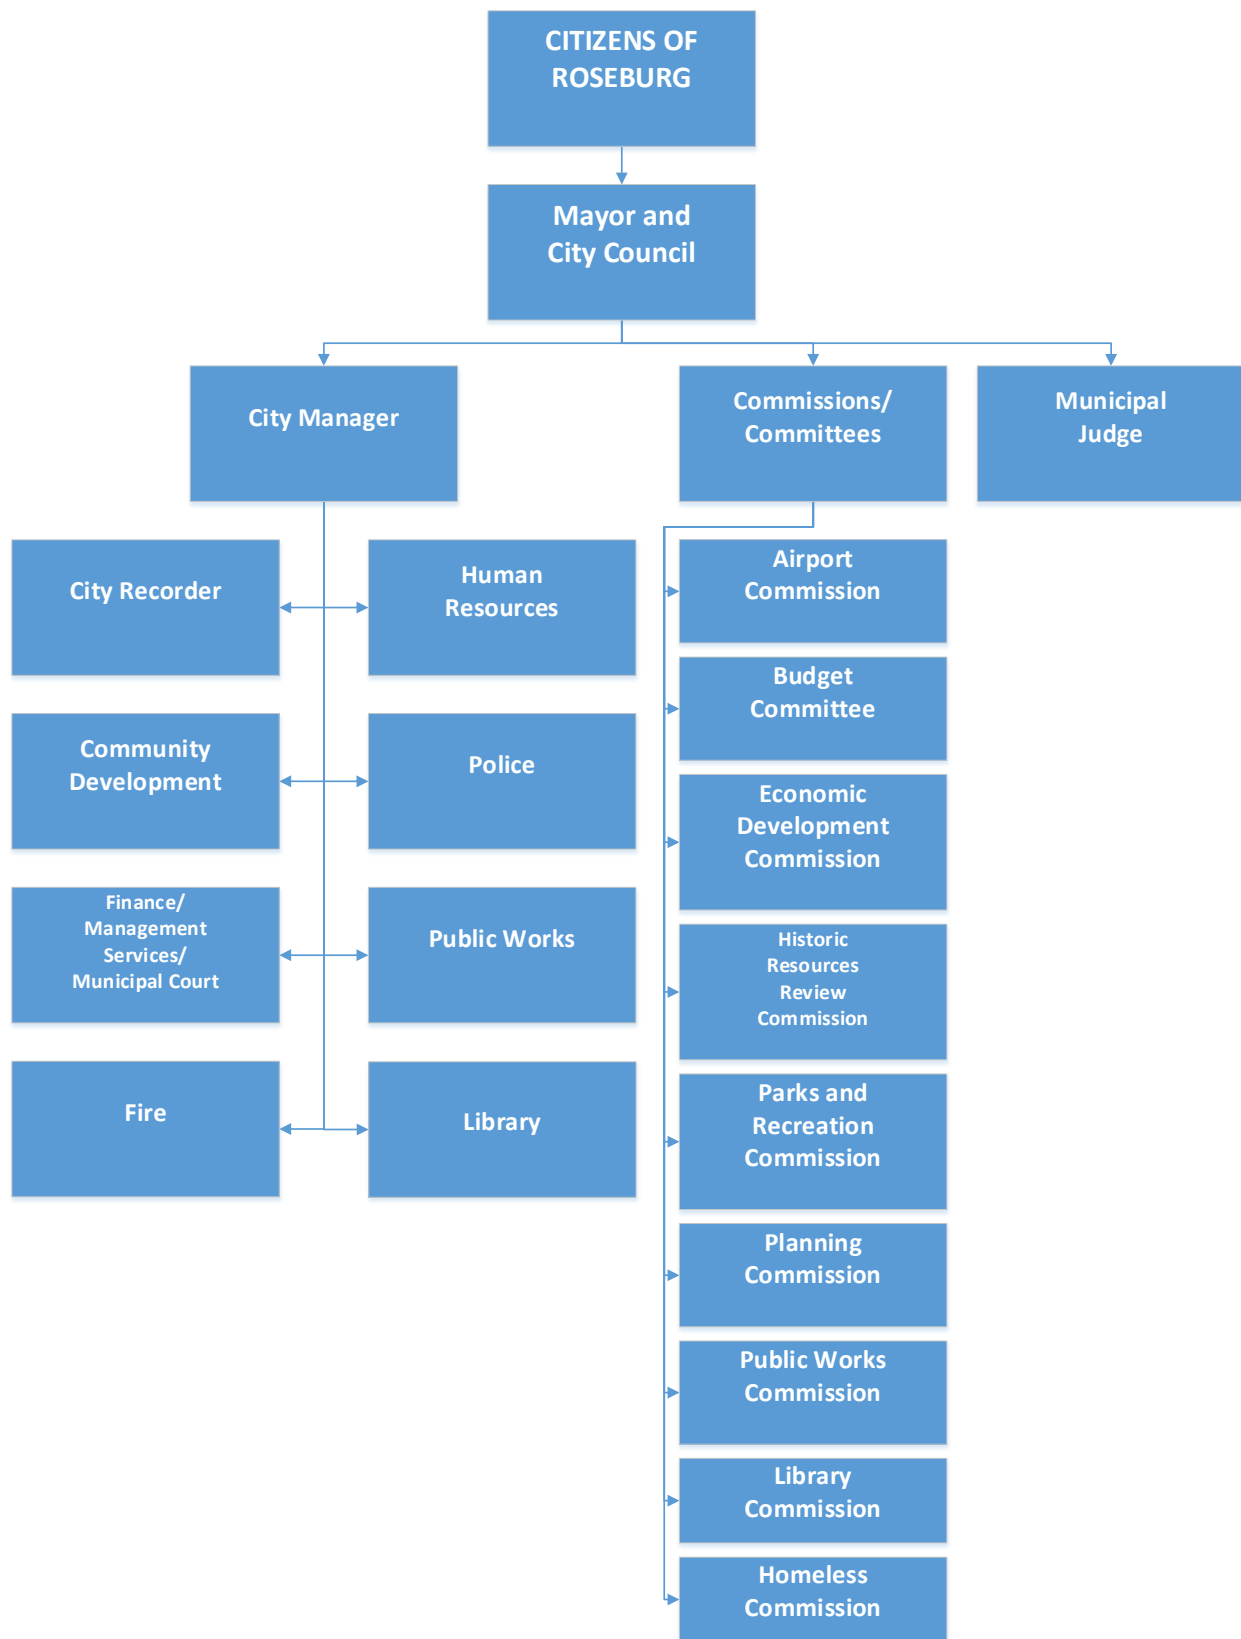 CITIZENS OF
ROSEBURG
Mayor and
City Council
City Manager
Commissions/
Committees
Municipal
Judge
City Recorder
Human
Resources
Community
Development
Police
Finance/
Management
Services/
Municipal Court
Public Works
Fire
Library
Airport
Commission
Budget
Committee
Economic
Development
Commission
Historic
Resources
Review
Commission
Parks and
Recreation
Commission
Planning
Commission
Public Works
Commission
Library
Commission
Homeless
Commission